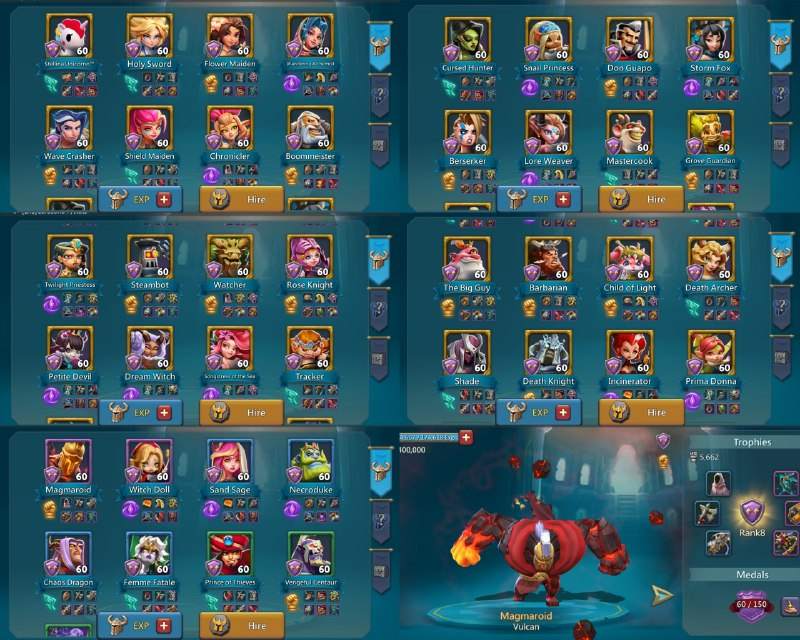 60 60 60 60
Holy Sword Flower Maiden
60 60 60 60
Wave Crasher Shield Maiden Chronicler Boommeister
EXP Hire
60 60 60 60
Cursed Hunter Snail Princess Doo Guapo Storm Fox
60 60 60 60
Berserker Lore Weaver Mastercook Grove Guardian
EXP Hire
60 60 60 60
Twilight Priestess Steambot Watcher Rose Knight
60 60 60 60
Petite Devil Dream Witch Songstress of the Sea Tracker
EXP Hire
60 60 60 60
The Big Guy Barbarian Child of Light Death Archer
60 60 60 60
Shade Death Knight Incinerator Prima Donna
EXP Hire
60 60 60 60
Magmaroid Witch Doll Sand Sage Necroduke
60 60 60 60
Chaos Dragon Femme Fatale Prince of Thieves Vengeful Centaur
EXP Hire
Trophies
5,662
Rank8
Medals
60 / 150
Magmaroid
Vulcan